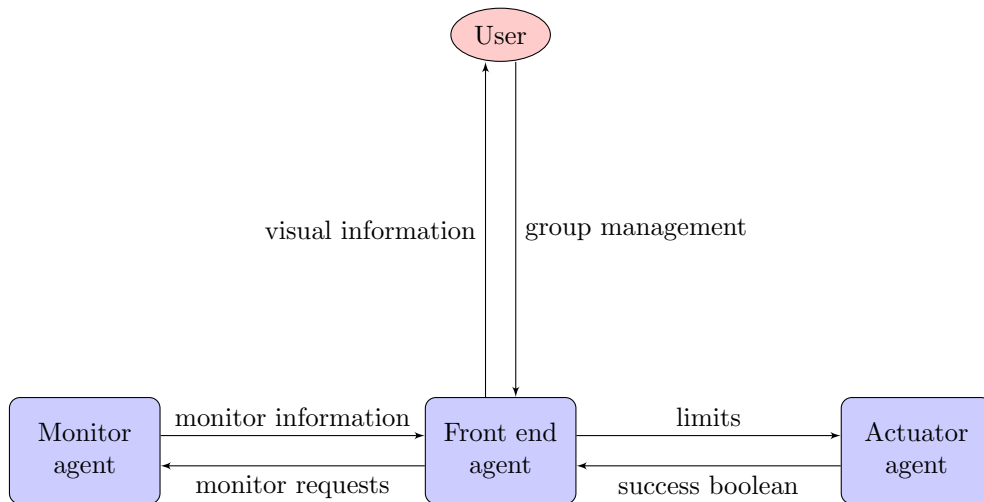 User
visual information
group management
monitor information
limits
Monitor
agent
Front end
agent
Actuator
agent
monitor requests
success boolean